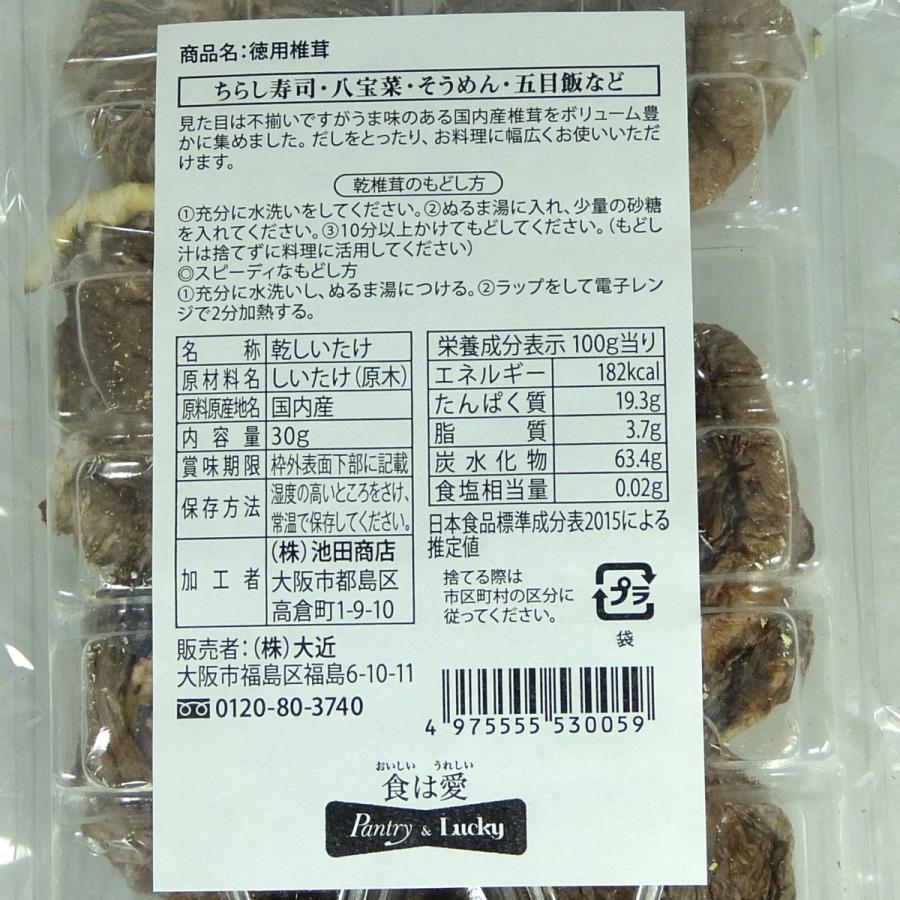 商品名:徳用椎茸
ちらし寿司・八宝菜・そうめん・五目飯など
見た目は不揃いですがうま味のある国内産椎茸をボリューム豊
かに集めました。だしをとったり、お料理に幅広くお使いいただ
けます。
乾椎茸のもどし方
①充分に水洗いをしてください。②ぬるま湯に入れ、少量の砂糖
を入れてください。③10分以上かけてもどしてください。(もどし
汁は捨てずに料理に活用してください)
◎スピーディなもどし方
①充分に水洗いし、ぬるま湯につける。②ラップをして電子レン
ジで2分加熱する。
名称 乾しいたけ
原材料名 しいたけ(原木)
原料原産地名 国内産
内容量 30g
賞味期限 枠外表面下部に記載
保存方法 湿度の高いところをさけ、
常温で保存してください。
加工者 (株)池田商店
大阪市都島区
高倉町1-9-10
販売者:(株)大近
大阪市福島区福島6-10-11
0120-80-3740
栄養成分表示 100g当り
エネルギー 182kcal
たんぱく質 19.3g
脂質 3.7g
炭水化物 63.4g
食塩相当量 0.02g
日本食品標準成分表2015による
推定値
捨てる際は
市区町村の区分に
従ってください。
プラ
袋
4 975555 530059
おいしい うれしい
食は愛
Pantry & Lucky